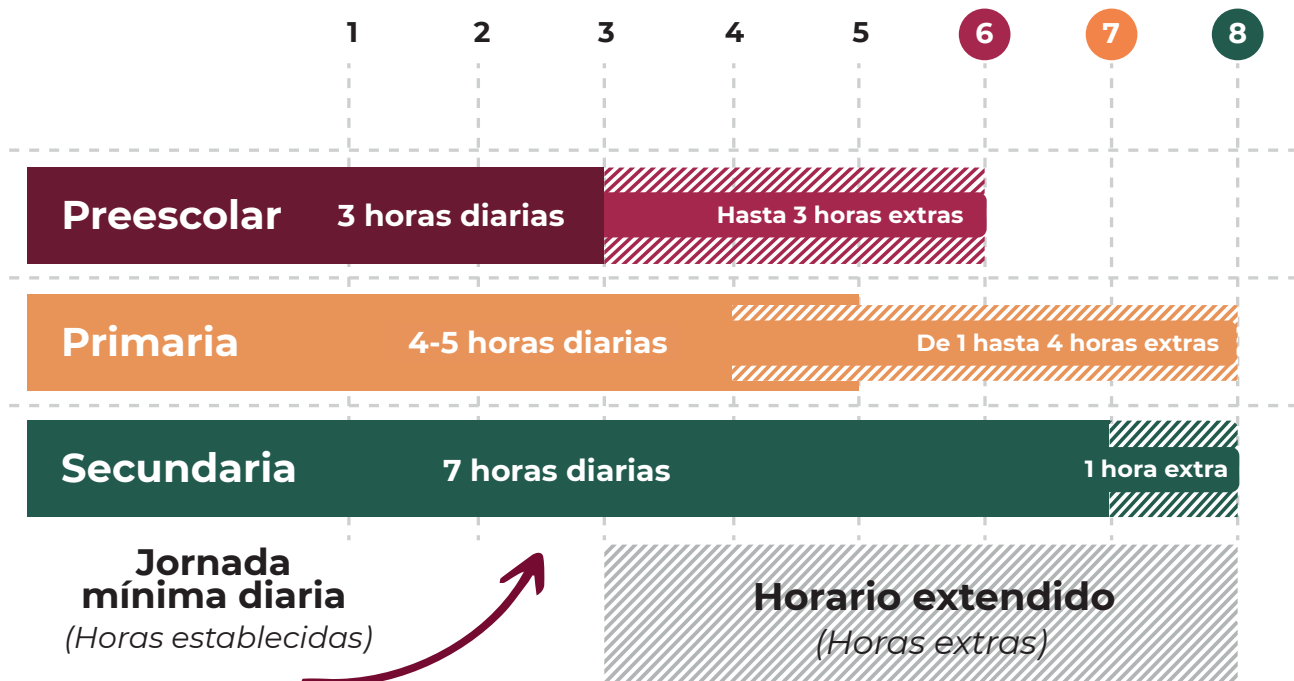 1 2 3 4 5 6 7 8
Preescolar 3 horas diarias Hasta 3 horas extras
Primaria 4-5 horas diarias De 1 hasta 4 horas extras
Secundaria 7 horas diarias 1 hora extra
Jornada
mínima diaria
(Horas establecidas)
Horario extendido
(Horas extras)